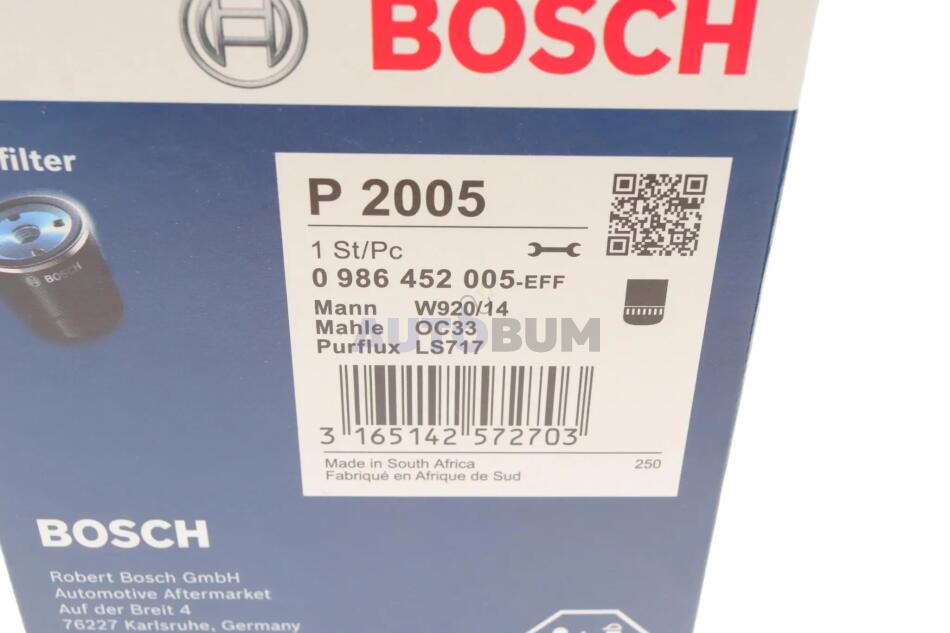 BOSCH
filter
BOSCH
P 2005
1 St/Pc
0 986 452 005-EFF
Mann W920/14
Mahle OC33
Purflux LS717
AUTOBUM
3 165142 572703
Made in South Africa 250
Fabriqué en Afrique de Sud
BOSCH
Robert Bosch GmbH
Automotive Aftermarket
Auf der Breit 4
76227 Karlsruhe, Germany